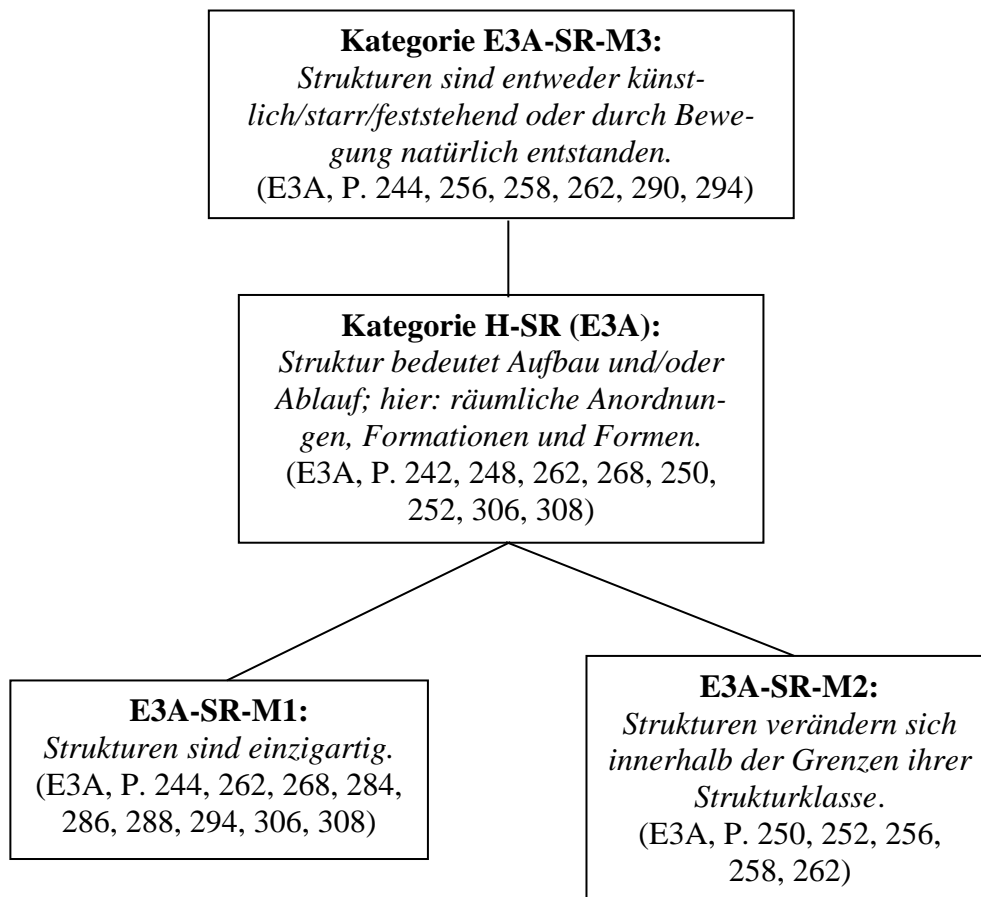 Kategorie E3A-SR-M3:
Strukturen sind entweder künst-
lich/starr/feststehend oder durch Bewe-
gung natürlich entstanden.
(E3A, P. 244, 256, 258, 262, 290, 294)
Kategorie H-SR (E3A):
Struktur bedeutet Aufbau und/oder
Ablauf; hier: räumliche Anordnun-
gen, Formationen und Formen.
(E3A, P. 242, 248, 262, 268, 250,
252, 306, 308)
E3A-SR-M1:
Strukturen sind einzigartig.
(E3A, P. 244, 262, 268, 284,
286, 288, 294, 306, 308)
E3A-SR-M2:
Strukturen verändern sich
innerhalb der Grenzen ihrer
Strukturklasse.
(E3A, P. 250, 252, 256,
258, 262)